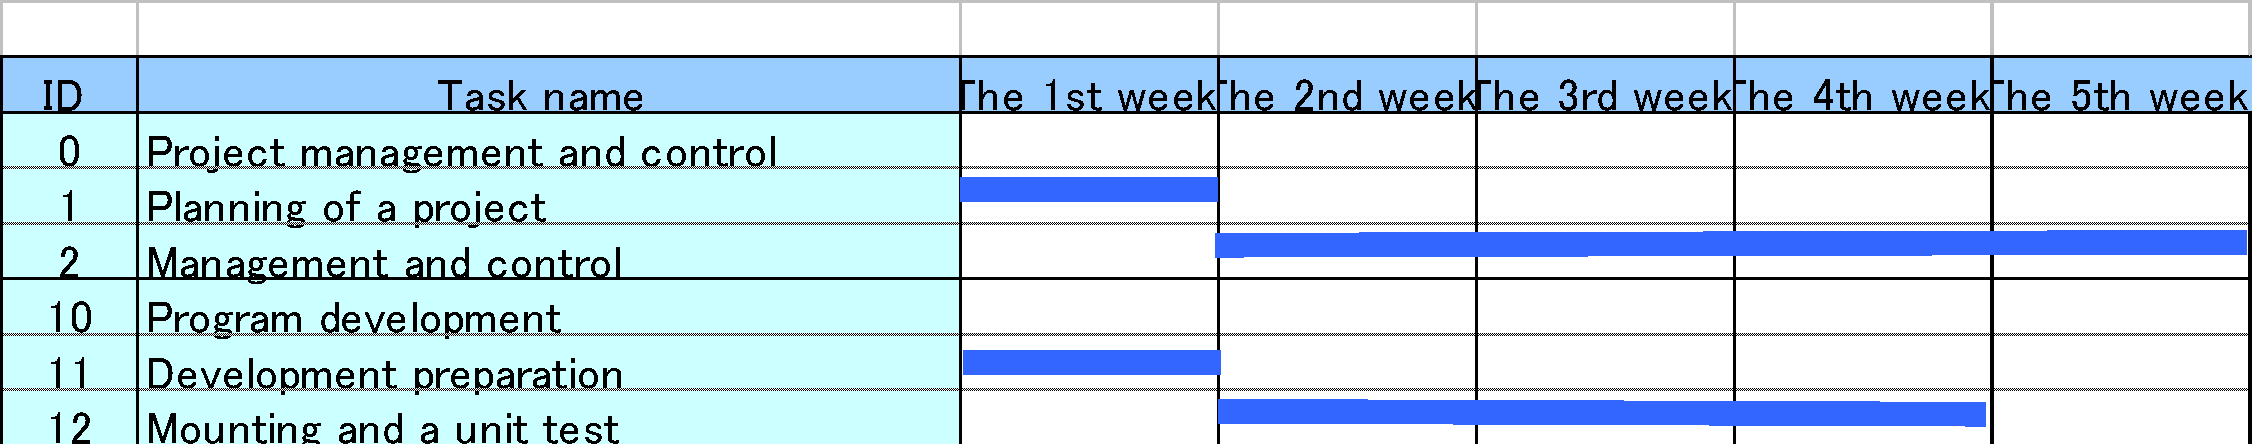 ID Task name The 1st week The 2nd week The 3rd week The 4th week The 5th week
0 Project management and control
1 Planning of a project
2 Management and control
10 Program development
11 Development preparation
12 Mounting and a unit test